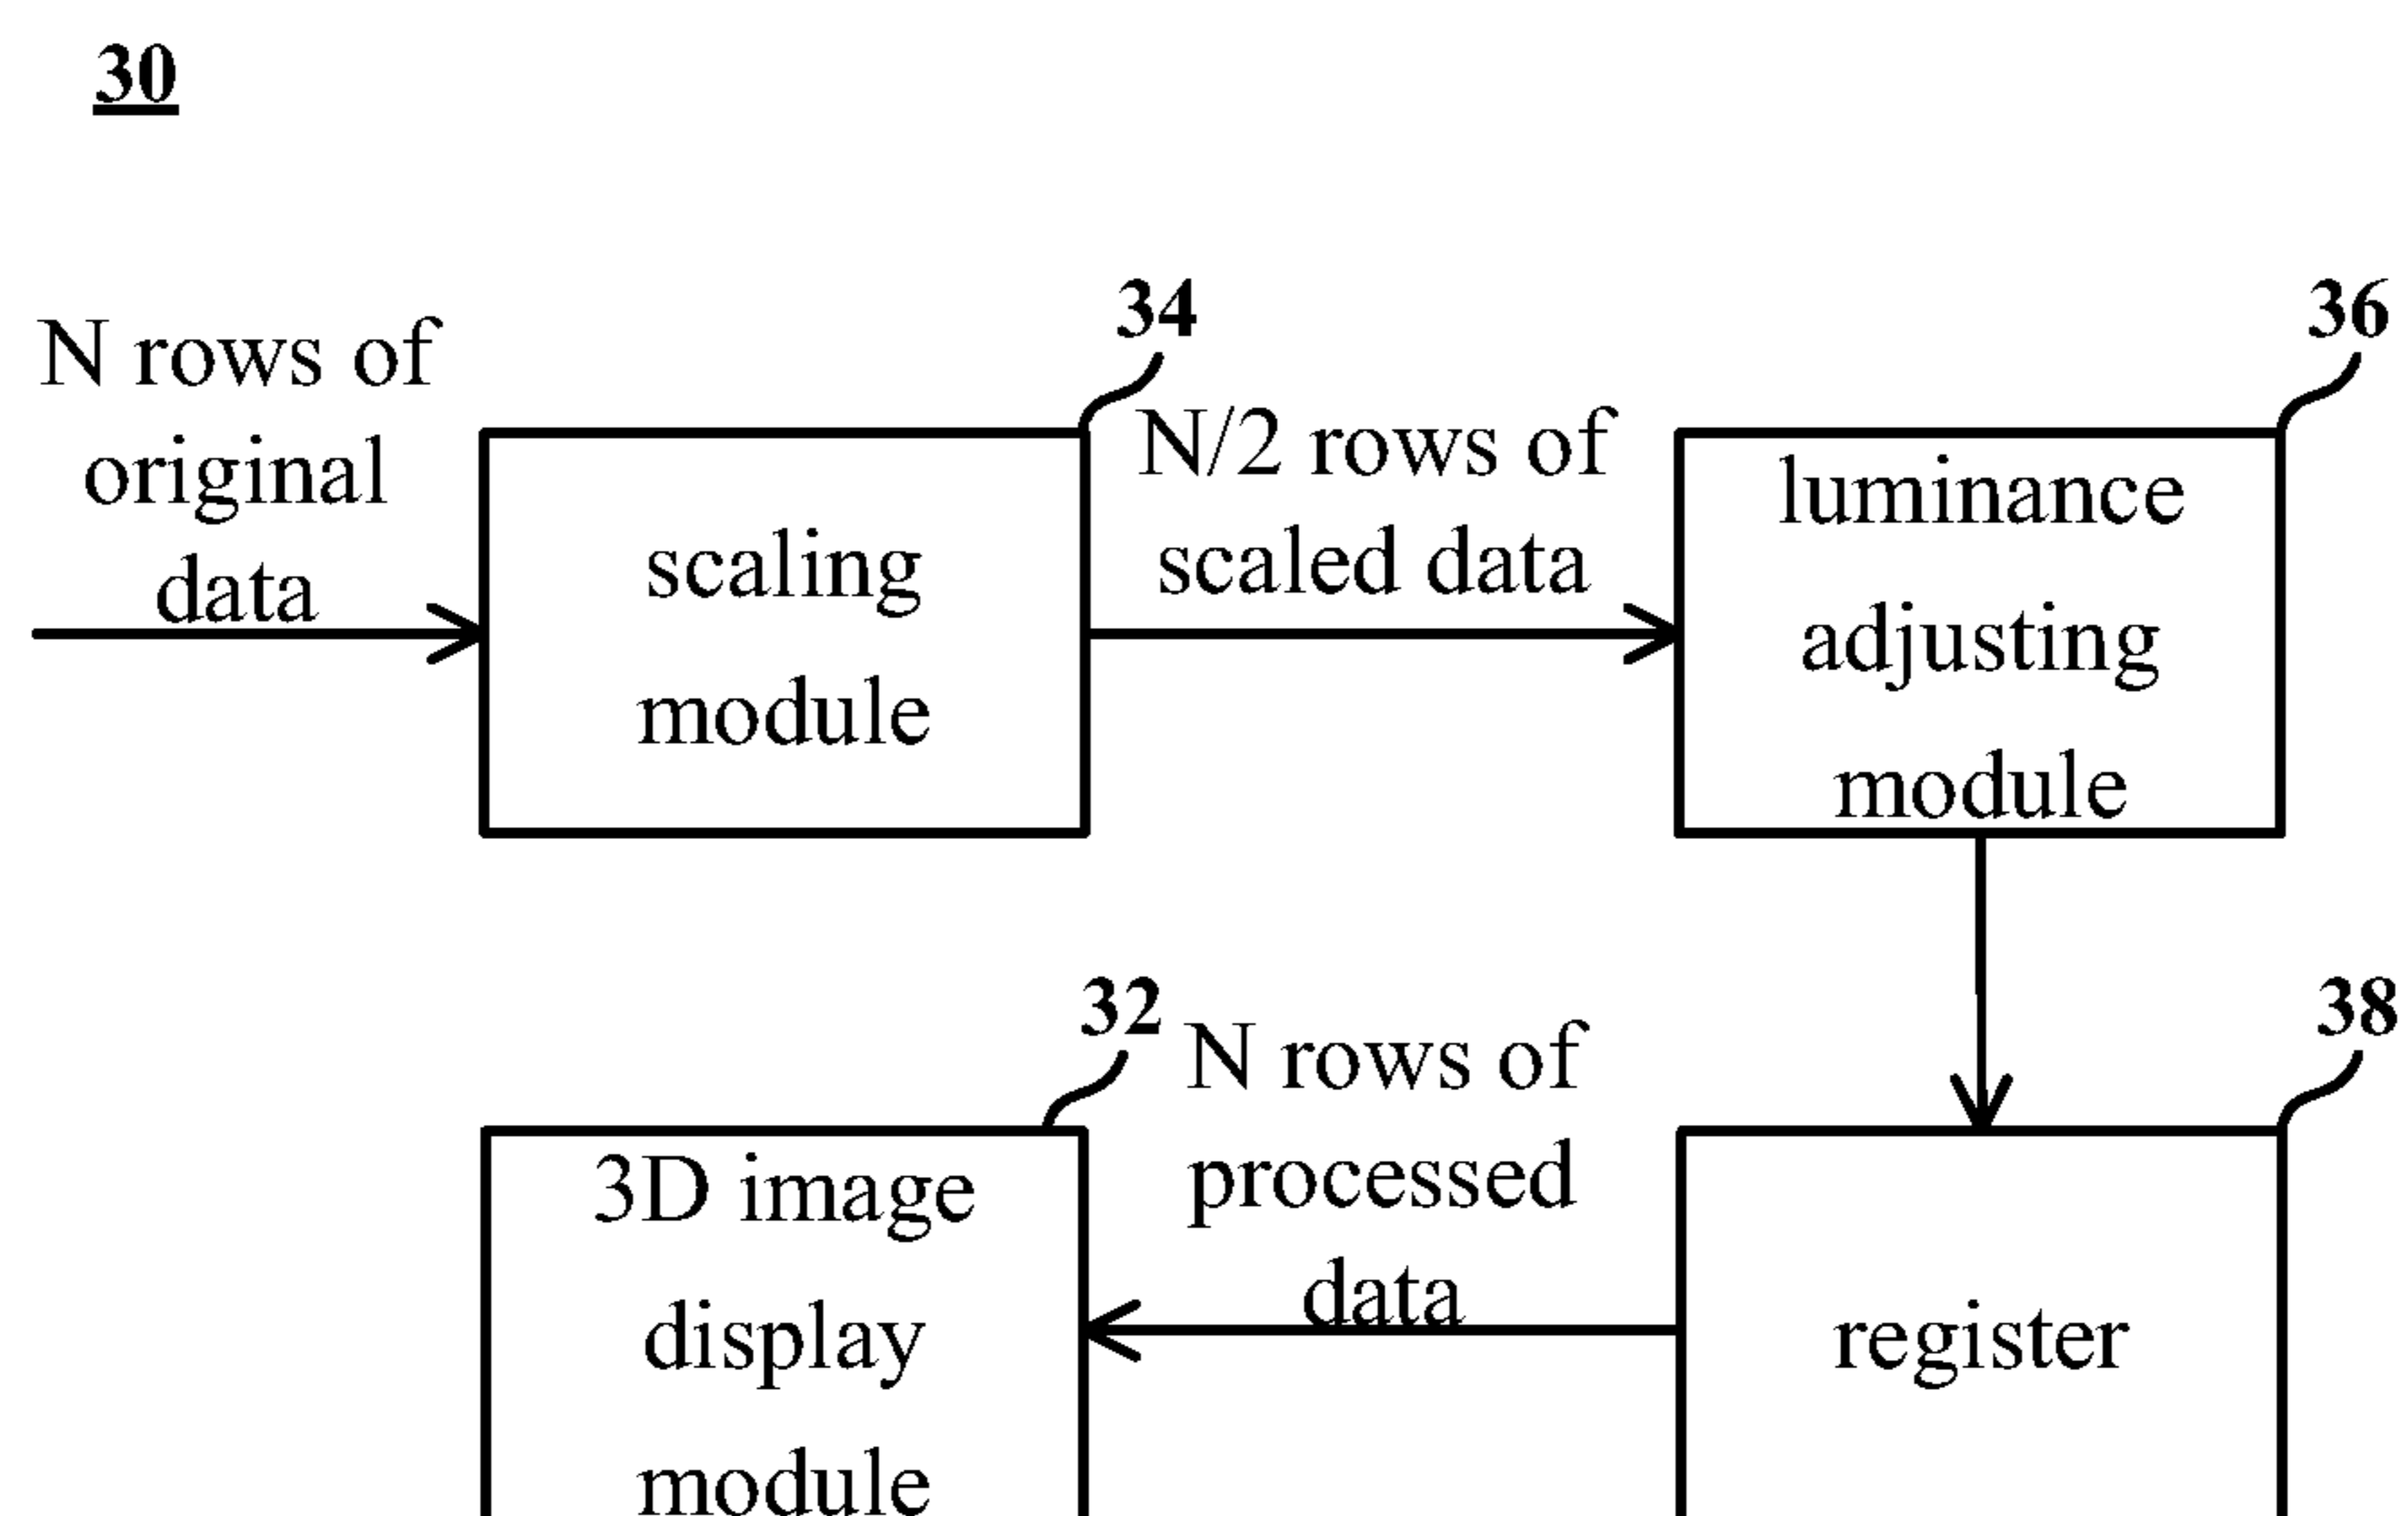 30
34
36
N rows of
original
data
scaling
module
N/2 rows of
scaled data
luminance
adjusting
module
32
38
3D image
display
module
N rows of
processed
data
register